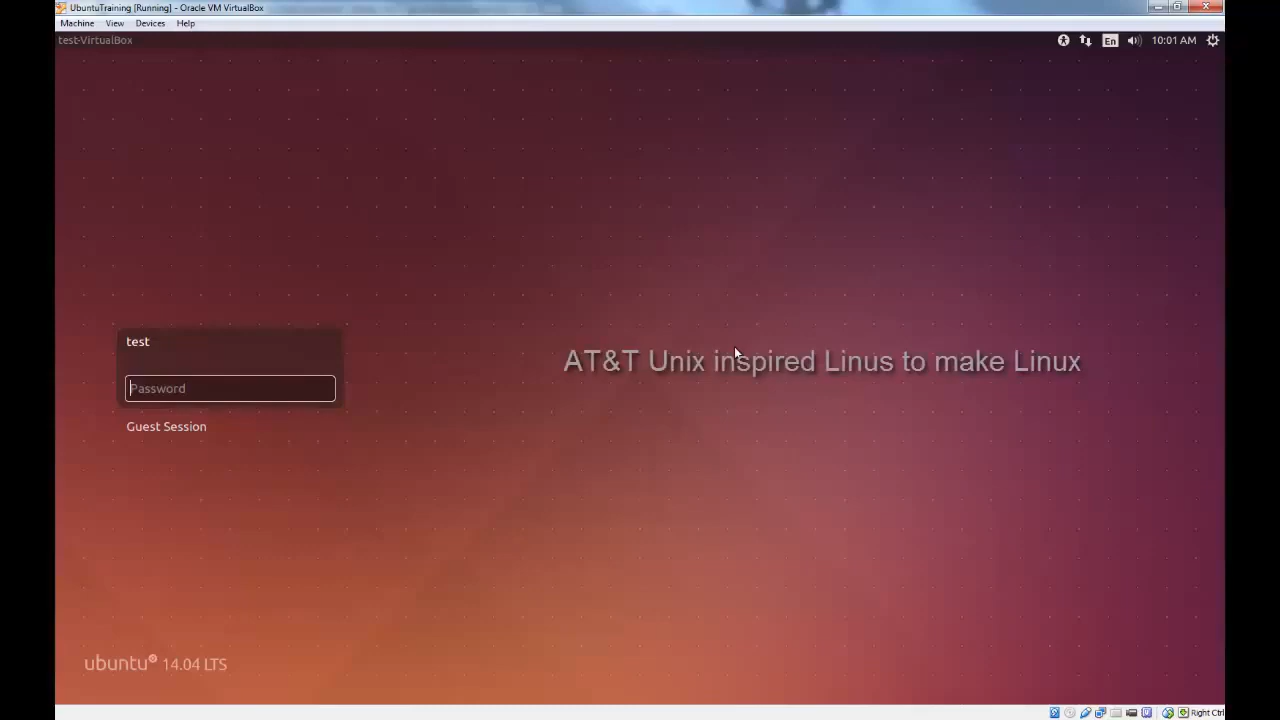 UbuntuTraining [Running] - Oracle VM VirtualBox
Machine View Devices Help
test-VirtualBox
En 10:01 AM
test
AT&T Unix inspired Linus to make Linux
Password
Guest Session
ubuntu® 14.04 LTS
Right Ctrl